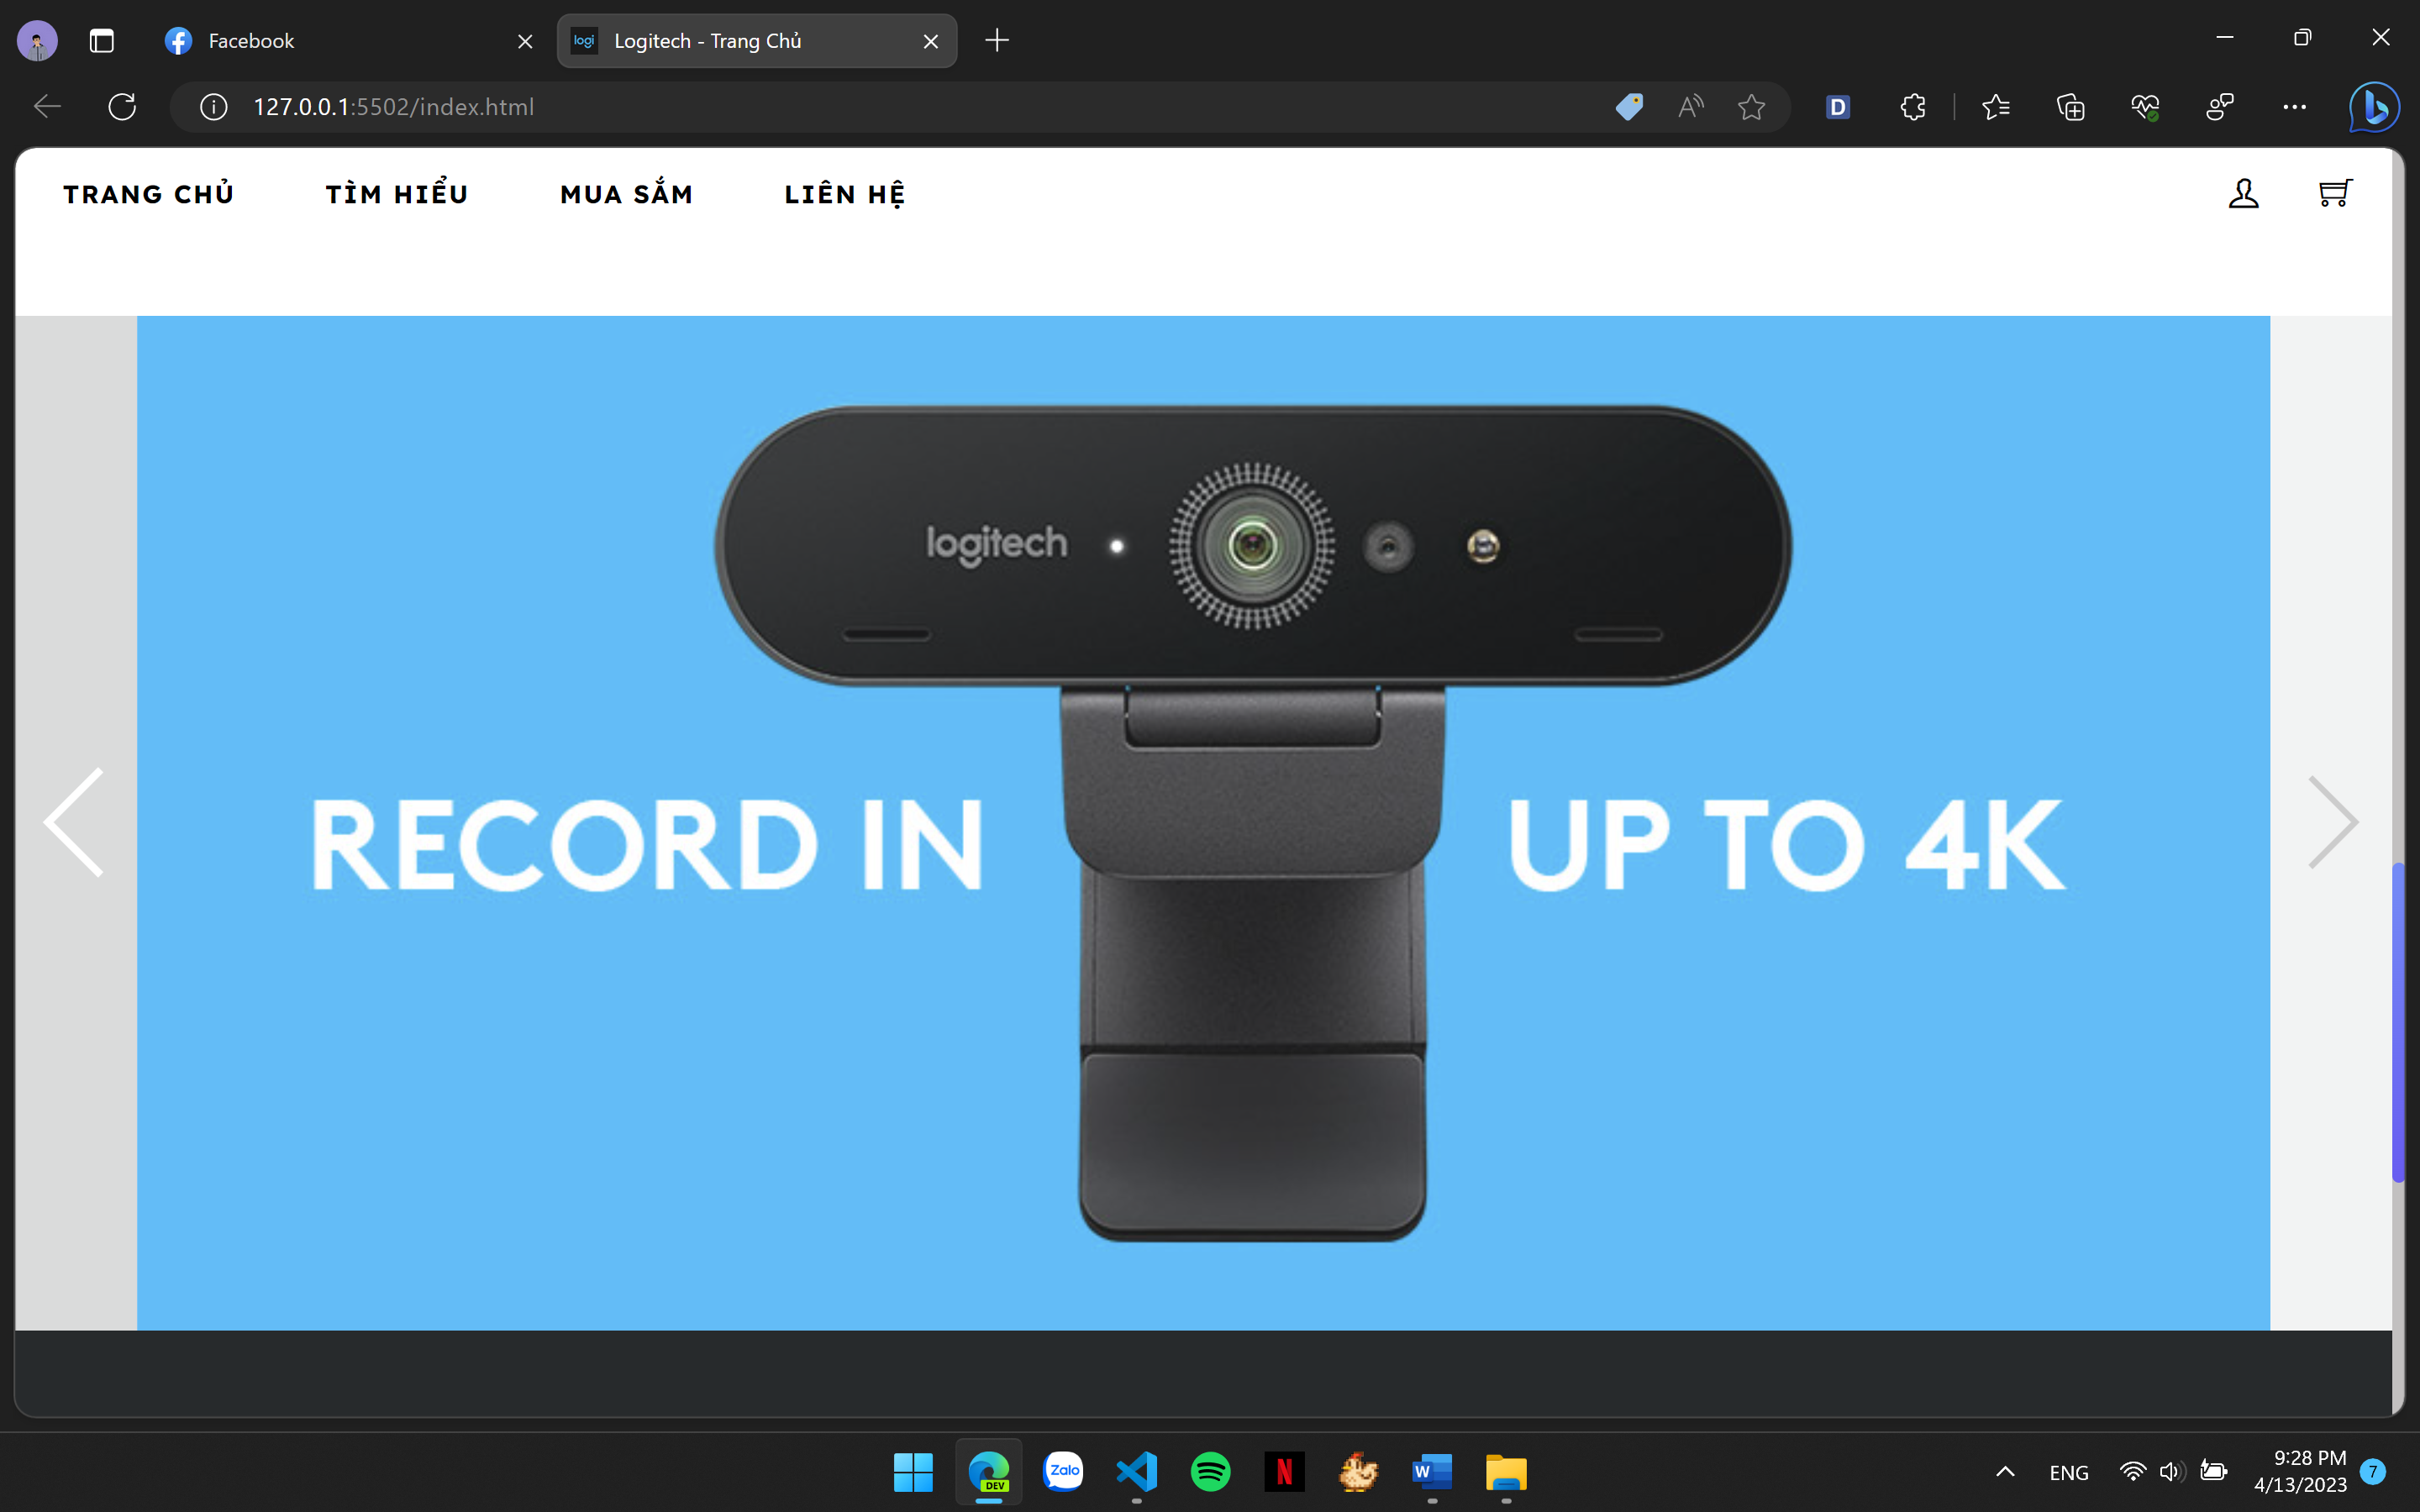 Facebook
logi
Logitech - Trang Chủ
127.0.0.1:5502/index.html
D
TRANG CHỦ
TÌM HIỂU
MUA SẮM
LIÊN HỆ
logitech
RECORD IN
UP TO 4K
DEV
Zalo
N
W
ENG
9:28 PM
4/13/2023
7